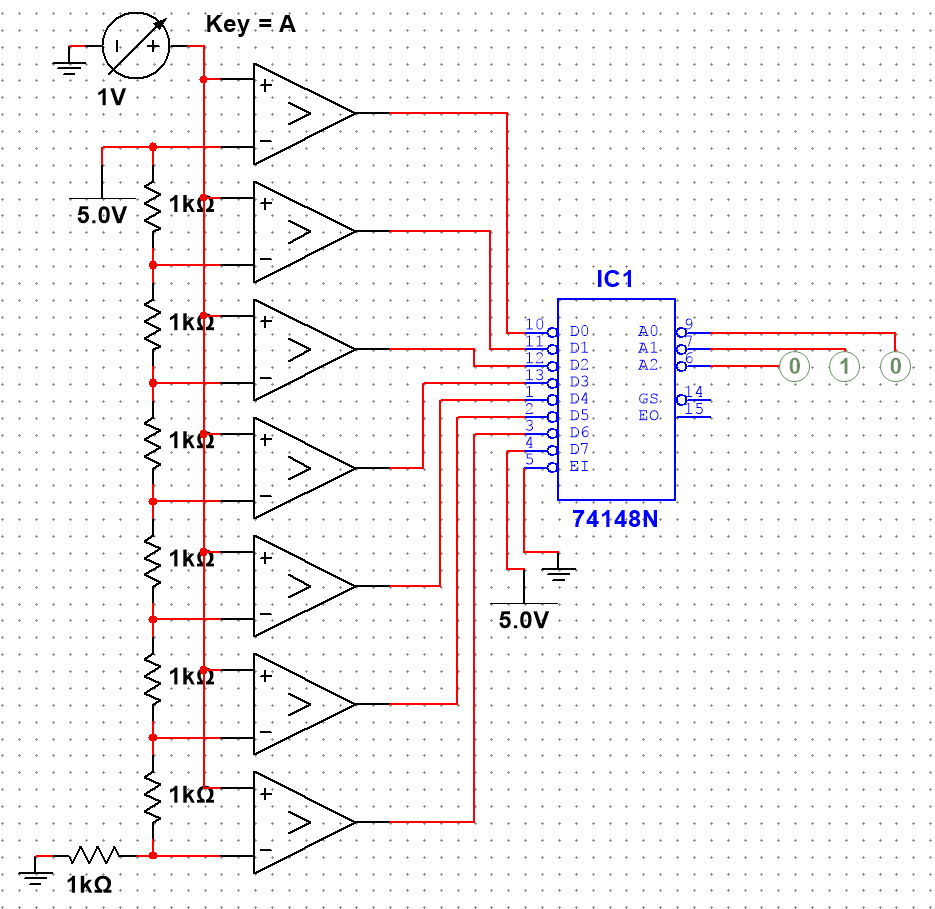 Key = A
1V
5.0V
1kΩ
1kΩ
1kΩ
1kΩ
1kΩ
1kΩ
1kΩ
IC1
10 D0 A0 9
11 D1 A1 7
12 D2 A2 6
13 D3
1 D4 GS 14
2 D5 EO 15
3 D6
4 D7
5 EI
74148N
0 1 0
5.0V